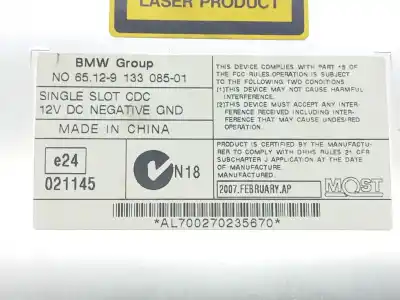 LASER PRODUCT
BMW Group
NO 65.12-9 133 085-01
SINGLE SLOT CDC
12V DC NEGATIVE GND
MADE IN CHINA
e24
021145
N18
THIS DEVICE COMPLIES WITH PART 15 OF
THE FCC RULES.OPERATION IS SUBJECT
TO THE FOLLOWING TWO CONDITIONS
(1)THIS DEVICE MAY NOT CAUSE HARMFUL
INTERFERENCE.
(2)THIS DEVICE MUST ACCEPT ANY INTER-
FERENCE RECEIVED INCLUDING INTER-
FERENCE THAT MAY CAUSE UNDESIRED
OPERATION.
PRODUCT IS CERTIFIED BY THE MANUFACTU-
RER TO COMPLY WITH DHHS RULES 21 CFR
SUBCHAPTER J APPLICATION AT THE DATE
OF MANUFACTURE.
2007.FEBRUARY.AP
MOST
*AL700270235670*